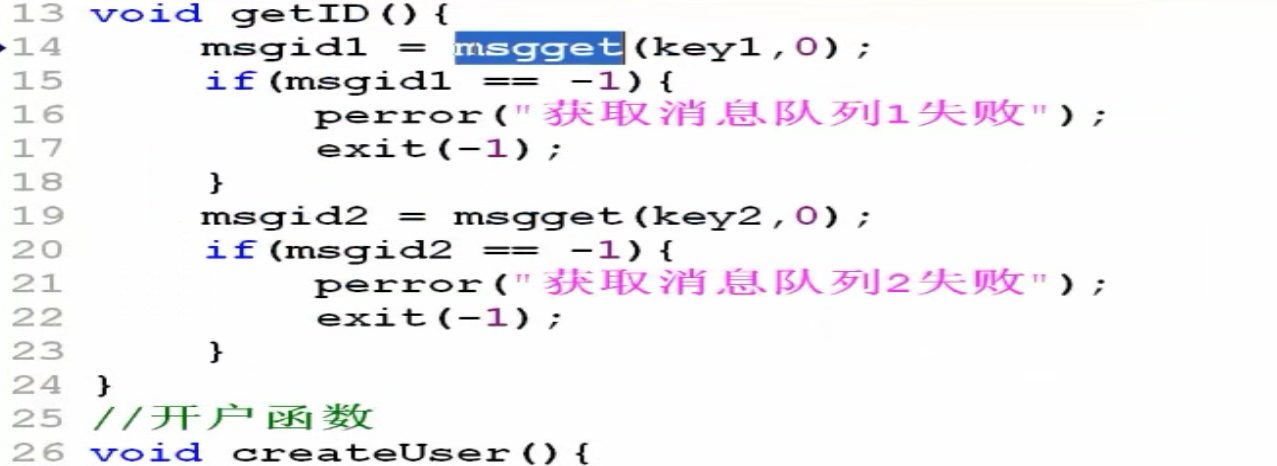 13 void getID(){
14 msgid1 = msgget(key1,0);
15 if(msgid1 == -1){
16 perror("获取消息队列1失败");
17 exit(-1);
18 }
19 msgid2 = msgget(key2,0);
20 if(msgid2 == -1){
21 perror("获取消息队列2失败");
22 exit(-1);
23 }
24 }
25 //开户函数
26 void createUser(){